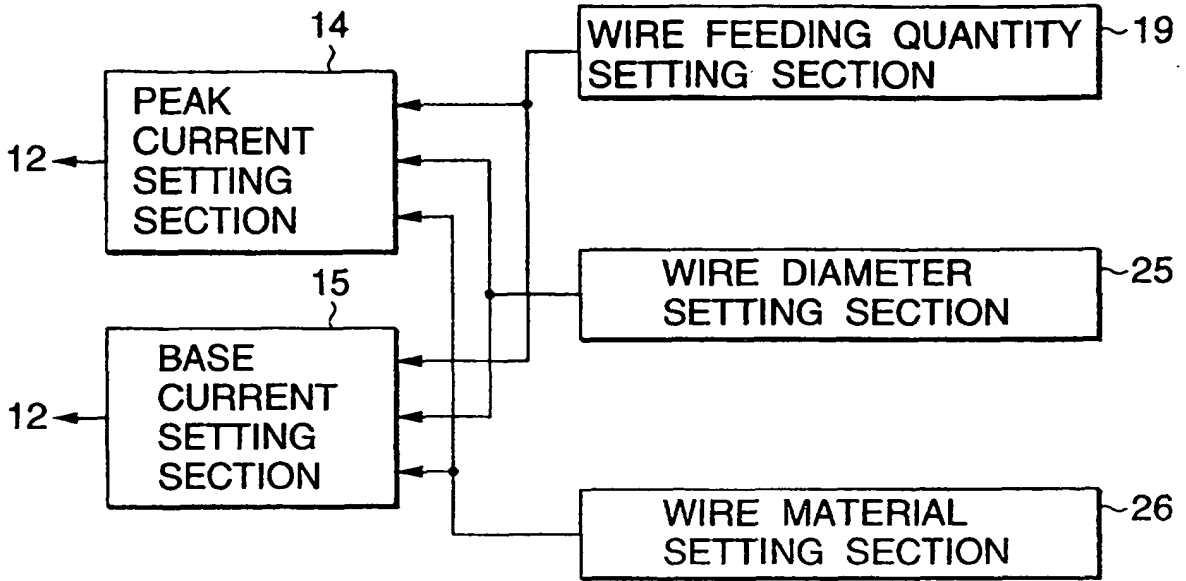 14
PEAK
CURRENT
SETTING
SECTION
12
15
BASE
CURRENT
SETTING
SECTION
12
WIRE FEEDING QUANTITY
SETTING SECTION
19
WIRE DIAMETER
SETTING SECTION
25
WIRE MATERIAL
SETTING SECTION
26